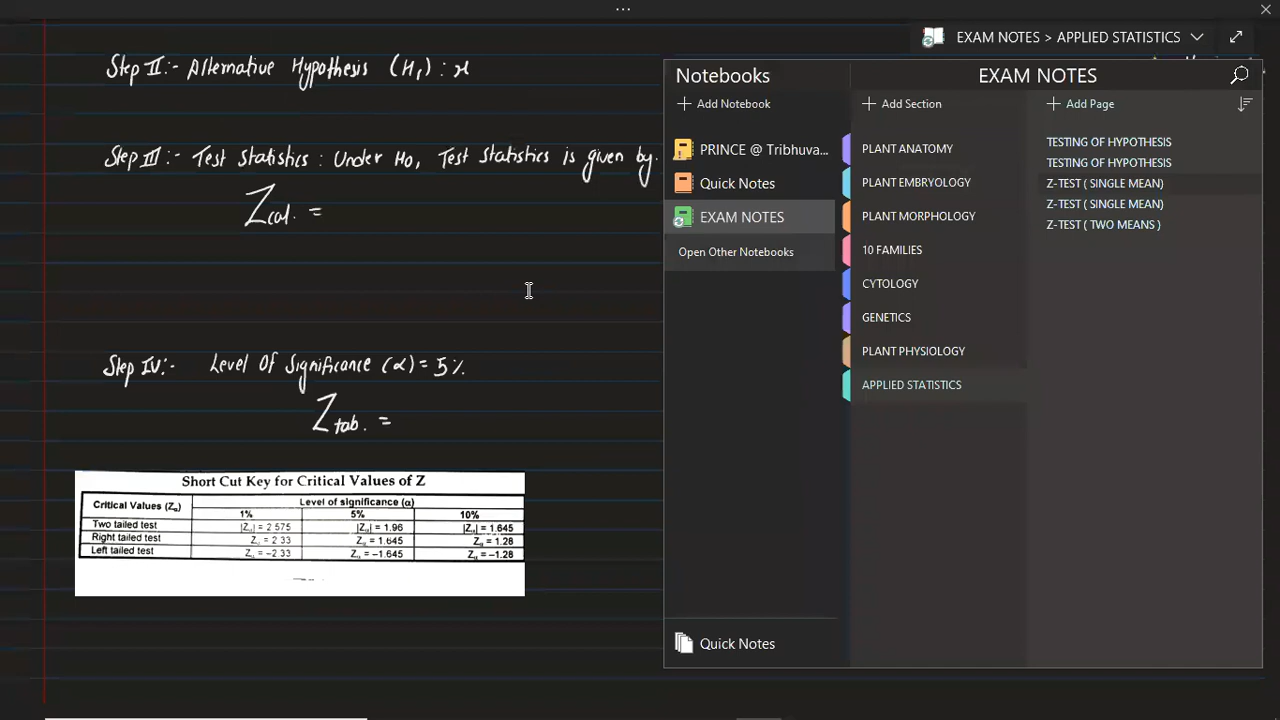 EXAM NOTES > APPLIED STATISTICS
Step II:- Alternative Hypothesis (H₁) : x
Step III:- Test Statistics : Under Ho, Test Statistics is given by.
Zcal. =
Step IV:- Level Of Significance (α) = 5 %
Ztab. =
Short Cut Key for Critical Values of Z
Critical Values (Zα) Level of significance (α)
1% 5% 10%
Two tailed test |Zα| = 2.575 |Zα| = 1.96 |Zα| = 1.645
Right tailed test Zα = 2.33 Zα = 1.645 Zα = 1.28
Left tailed test Zα = -2.33 Zα = -1.645 Zα = -1.28
Notebooks
+ Add Notebook
PRINCE @ Tribhuva...
Quick Notes
EXAM NOTES
Open Other Notebooks
Quick Notes
EXAM NOTES
+ Add Section
PLANT ANATOMY
PLANT EMBRYOLOGY
PLANT MORPHOLOGY
10 FAMILIES
CYTOLOGY
GENETICS
PLANT PHYSIOLOGY
APPLIED STATISTICS
+ Add Page
TESTING OF HYPOTHESIS
TESTING OF HYPOTHESIS
Z-TEST ( SINGLE MEAN)
Z-TEST ( SINGLE MEAN)
Z-TEST ( TWO MEANS )